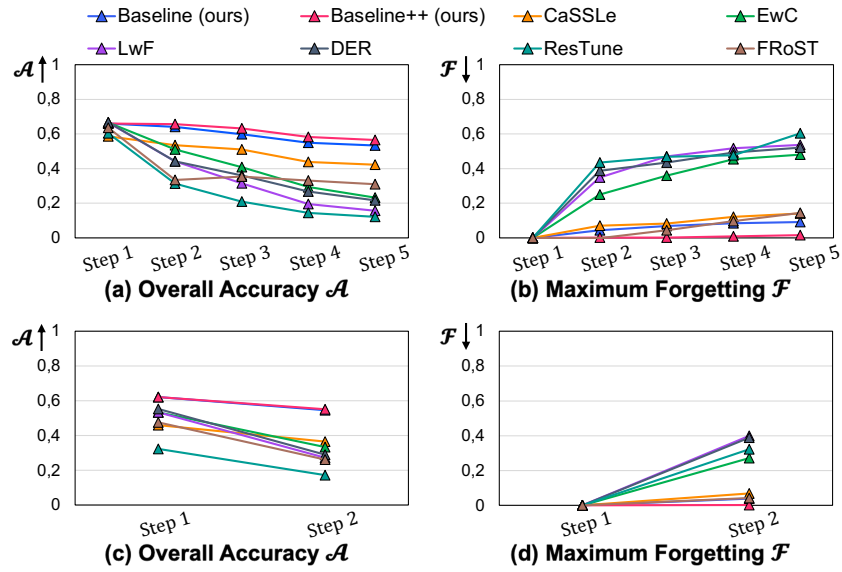 Baseline (ours) Baseline++ (ours) CaSSLe EwC
LwF DER ResTune FRoST
𝒜↑ 1
0,8
0,6
0,4
0,2
0
Step 1 Step 2 Step 3 Step 4 Step 5
(a) Overall Accuracy 𝒜
ℱ↓ 1
0,8
0,6
0,4
0,2
0
Step 1 Step 2 Step 3 Step 4 Step 5
(b) Maximum Forgetting ℱ
𝒜↑ 1
0,8
0,6
0,4
0,2
0
Step 1 Step 2
(c) Overall Accuracy 𝒜
ℱ↓ 1
0,8
0,6
0,4
0,2
0
Step 1 Step 2
(d) Maximum Forgetting ℱ